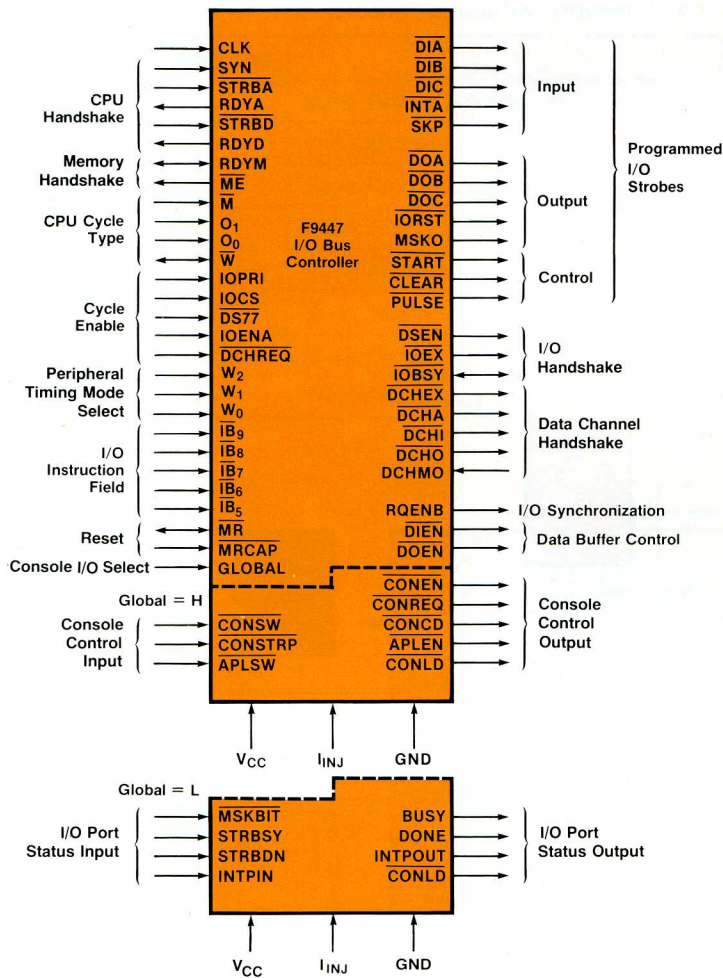 CLK
SYN
STRBA
RDYA
STRBD
RDYD
CPU
Handshake
RDYM
ME
Memory
Handshake
M
O1
O0
W
CPU Cycle
Type
IOPRI
IOCS
DS77
IOENA
DCHREQ
Cycle
Enable
W2
W1
W0
Peripheral
Timing Mode
Select
IB9
IB8
IB7
IB6
IB5
I/O
Instruction
Field
MR
MRCAP
Reset
GLOBAL
Console I/O Select
F9447
I/O Bus
Controller
DIA
DIB
DIC
INTA
SKP
Input
DOA
DOB
DOC
IORST
MSKO
Output
START
CLEAR
PULSE
Control
Programmed
I/O
Strobes
DSEN
IOEX
IOBSY
I/O
Handshake
DCHEX
DCHA
DCHI
DCHO
DCHMO
Data Channel
Handshake
RQENB
I/O Synchronization
DIEN
DOEN
Data Buffer Control
Global = H
CONSW
CONSTRP
APLSW
Console
Control
Input
CONEN
CONREQ
CONCD
APLEN
CONLD
Console
Control
Output
VCC
IINJ
GND
Global = L
MSKBIT
STRBSY
STRBDN
INTPIN
I/O Port
Status Input
BUSY
DONE
INTPOUT
CONLD
I/O Port
Status Output
VCC
IINJ
GND